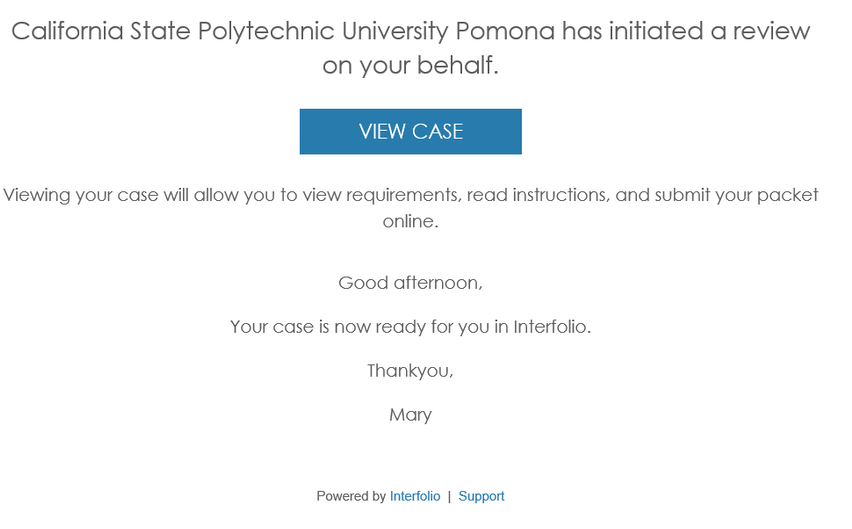 California State Polytechnic University Pomona has initiated a review
on your behalf.
VIEW CASE
Viewing your case will allow you to view requirements, read instructions, and submit your packet
online.
Good afternoon,
Your case is now ready for you in Interfolio.
Thankyou,
Mary
Powered by Interfolio | Support